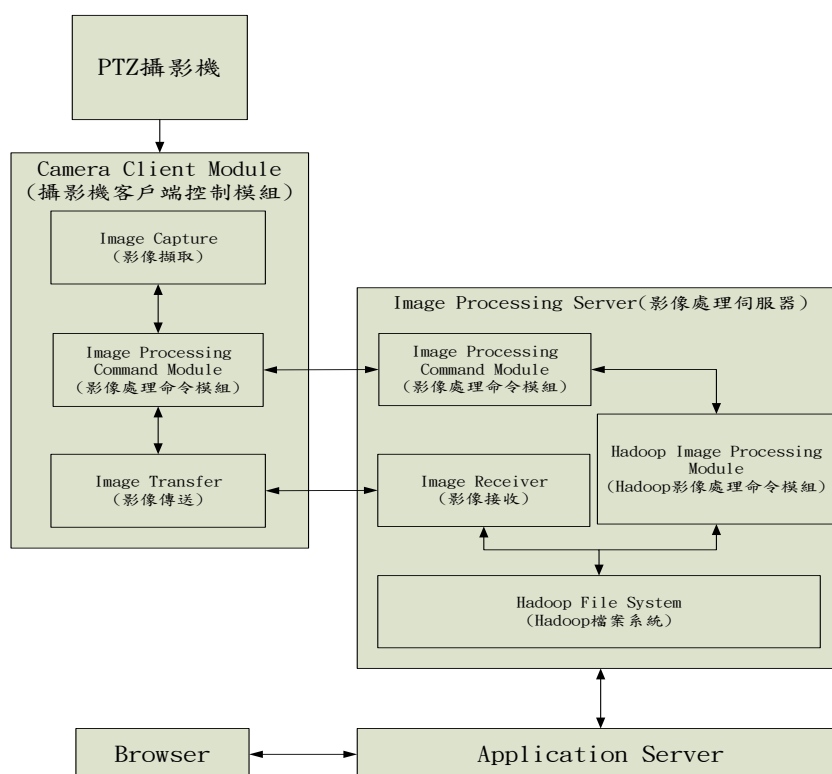 PTZ攝影機
Camera Client Module
(攝影機客戶端控制模組)
Image Capture
(影像擷取)
Image Processing
Command Module
(影像處理命令模組)
Image Transfer
(影像傳送)
Image Processing Server(影像處理伺服器)
Image Processing
Command Module
(影像處理命令模組)
Hadoop Image Processing
Module
(Hadoop影像處理命令模組)
Image Receiver
(影像接收)
Hadoop File System
(Hadoop檔案系統)
Browser
Application Server